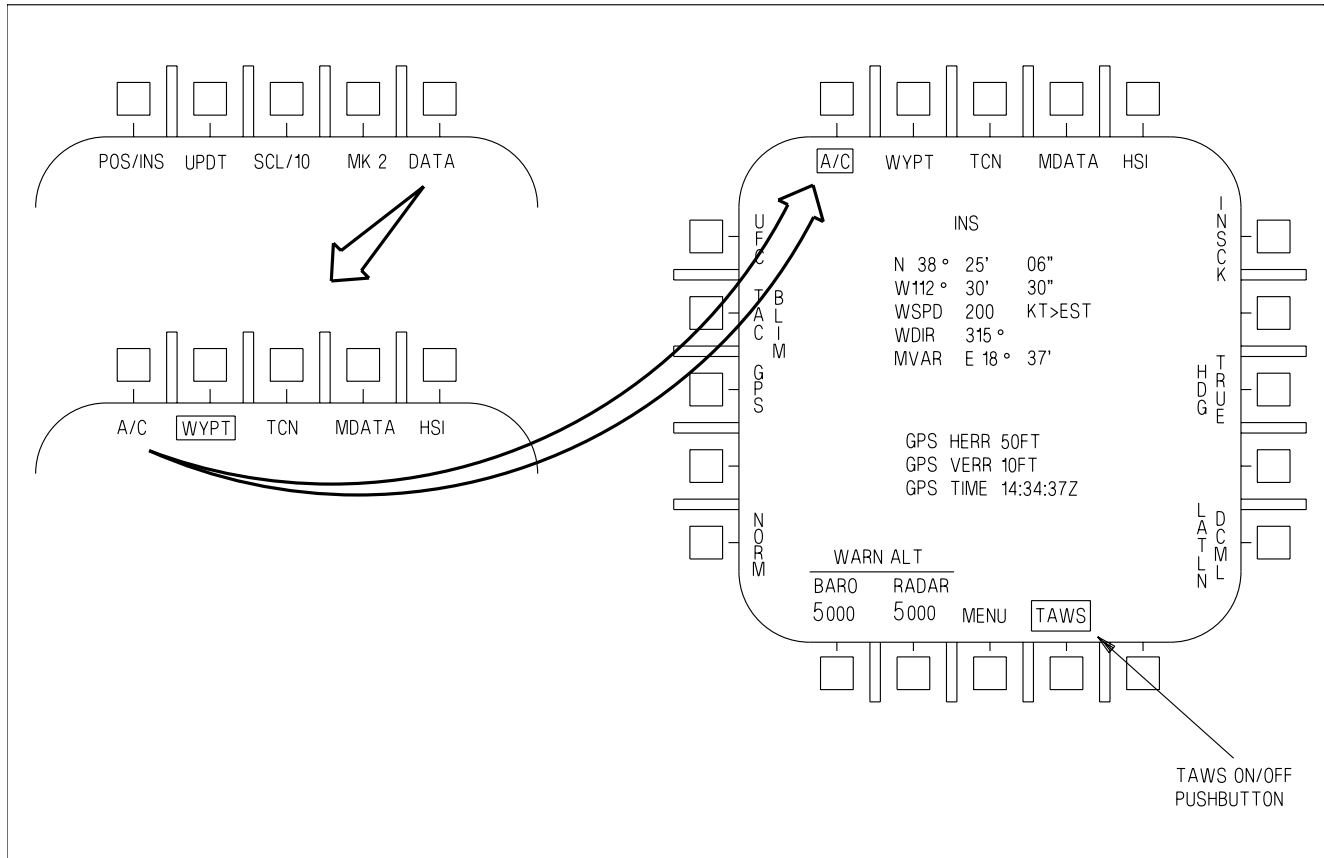 POS/INS UPDT SCL/10 MK 2 DATA
A/C WYPT TCN MDATA HSI
A/C WYPT TCN MDATA HSI
UFC
TAC
BLIM
GPS
NORM
INSCK
HDG
TRUE
LATLN
DCML
INS
N 38° 25' 06"
W112° 30' 30"
WSPD 200 KT>EST
WDIR 315°
MVAR E 18° 37'
GPS HERR 50FT
GPS VERR 10FT
GPS TIME 14:34:37Z
WARN ALT
BARO RADAR
5000 5000 MENU TAWS
TAWS ON/OFF
PUSHBUTTON